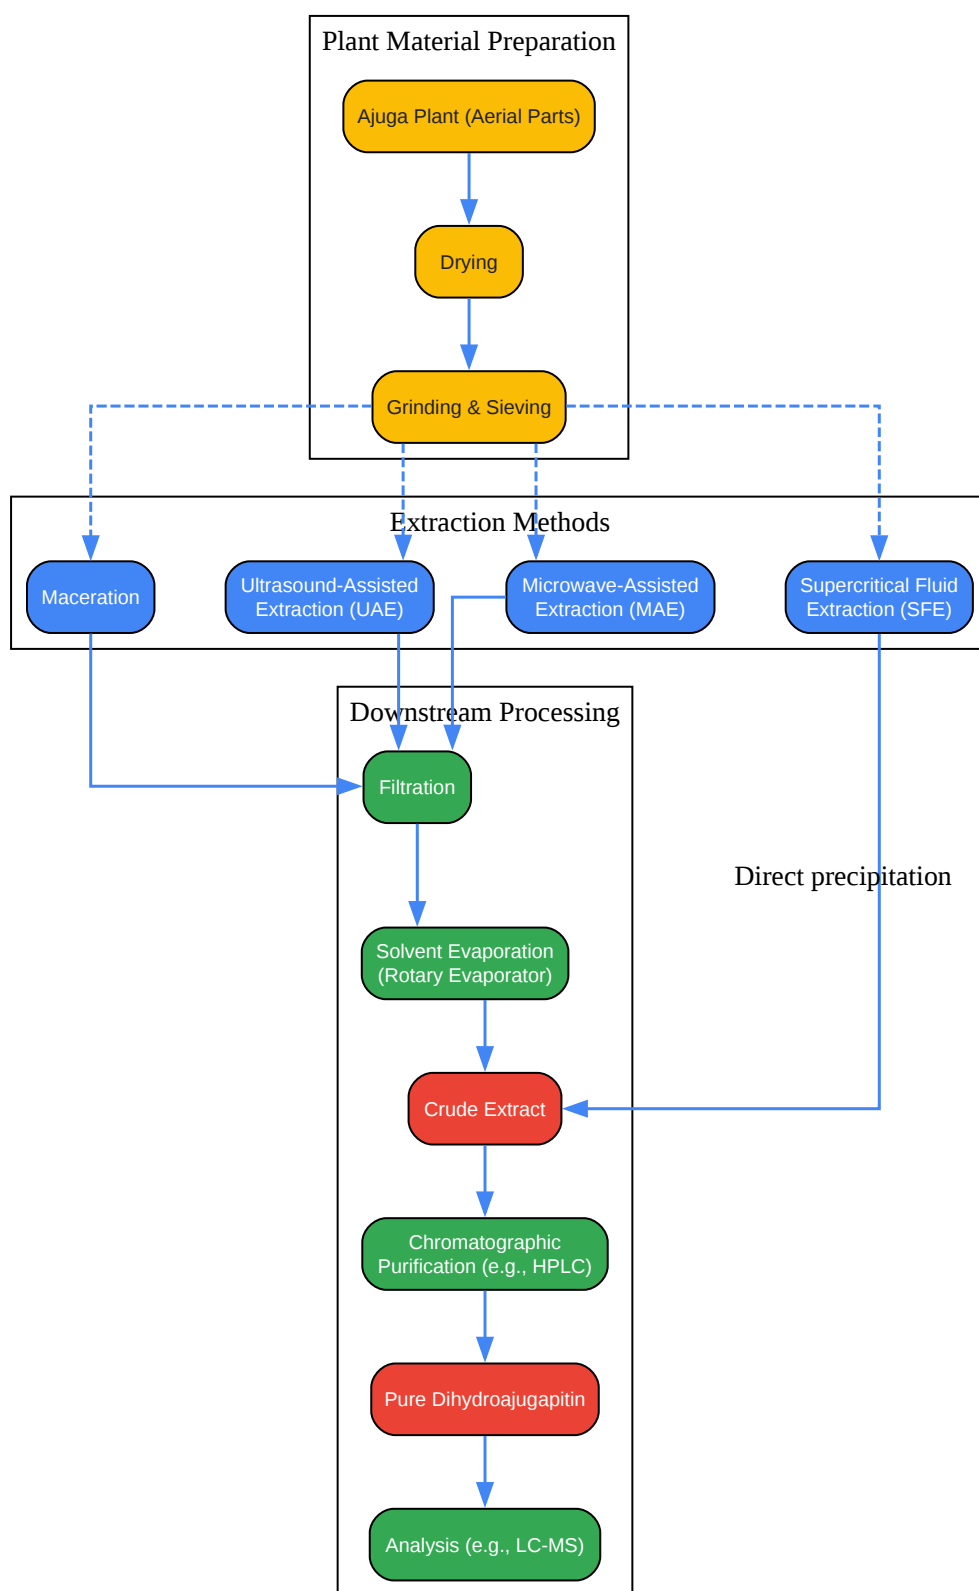 Plant Material Preparation
Ajuga Plant (Aerial Parts)
Drying
Grinding & Sieving
Extraction Methods
Maceration
Ultrasound-Assisted
Extraction (UAE)
Microwave-Assisted
Extraction (MAE)
Supercritical Fluid
Extraction (SFE)
Downstream Processing
Filtration
Direct precipitation
Solvent Evaporation
(Rotary Evaporator)
Crude Extract
Chromatographic
Purification (e.g., HPLC)
Pure Dihydroajugapitin
Analysis (e.g., LC-MS)